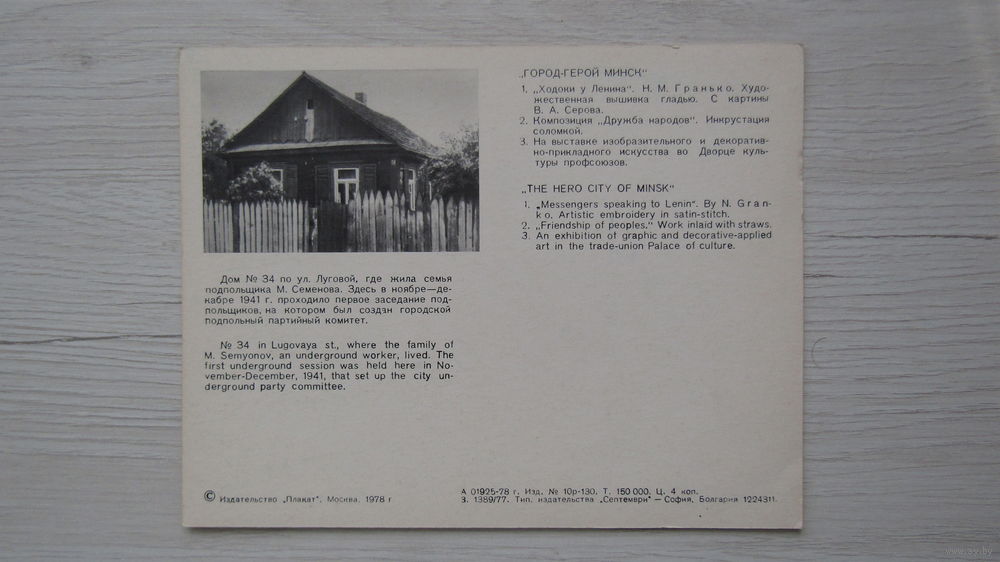 Дом № 34 по ул. Луговой, где жила семья
подпольщика М. Семенова. Здесь в ноябре—де-
кабре 1941 г. проходило первое заседание под-
польщиков, на котором был создан городской
подпольный партийный комитет.
№ 34 in Lugovaya st., where the family of
M. Semyonov, an underground worker, lived. The
first underground session was held here in No-
vember-December, 1941, that set up the city un-
derground party committee.
„ГОРОД-ГЕРОЙ МИНСК"
1. „Ходоки у Ленина". Н. М. Гранько. Худо-
жественная вышивка гладью. С картины
В. А. Серова.
2. Композиция „Дружба народов". Инкрустация
соломкой.
3. На выставке изобразительного и декоратив-
но-прикладного искусства во Дворце куль-
туры профсоюзов.
„THE HERO CITY OF MINSK"
1. „Messengers speaking to Lenin". By N. Gran-
ko. Artistic embroidery in satin-stitch.
2. „Friendship of peoples." Work inlaid with straws.
3. An exhibition of graphic and decorative-applied
art in the trade-union Palace of culture.
© Издательство „Плакат", Москва, 1978 г
А 01925-78 г. Изд. № 10р-130. Т. 150 000. Ц. 4 коп.
З. 1389/77. Тип. издательства „Септември" — София, Болгария 1224311.
www.ay.by